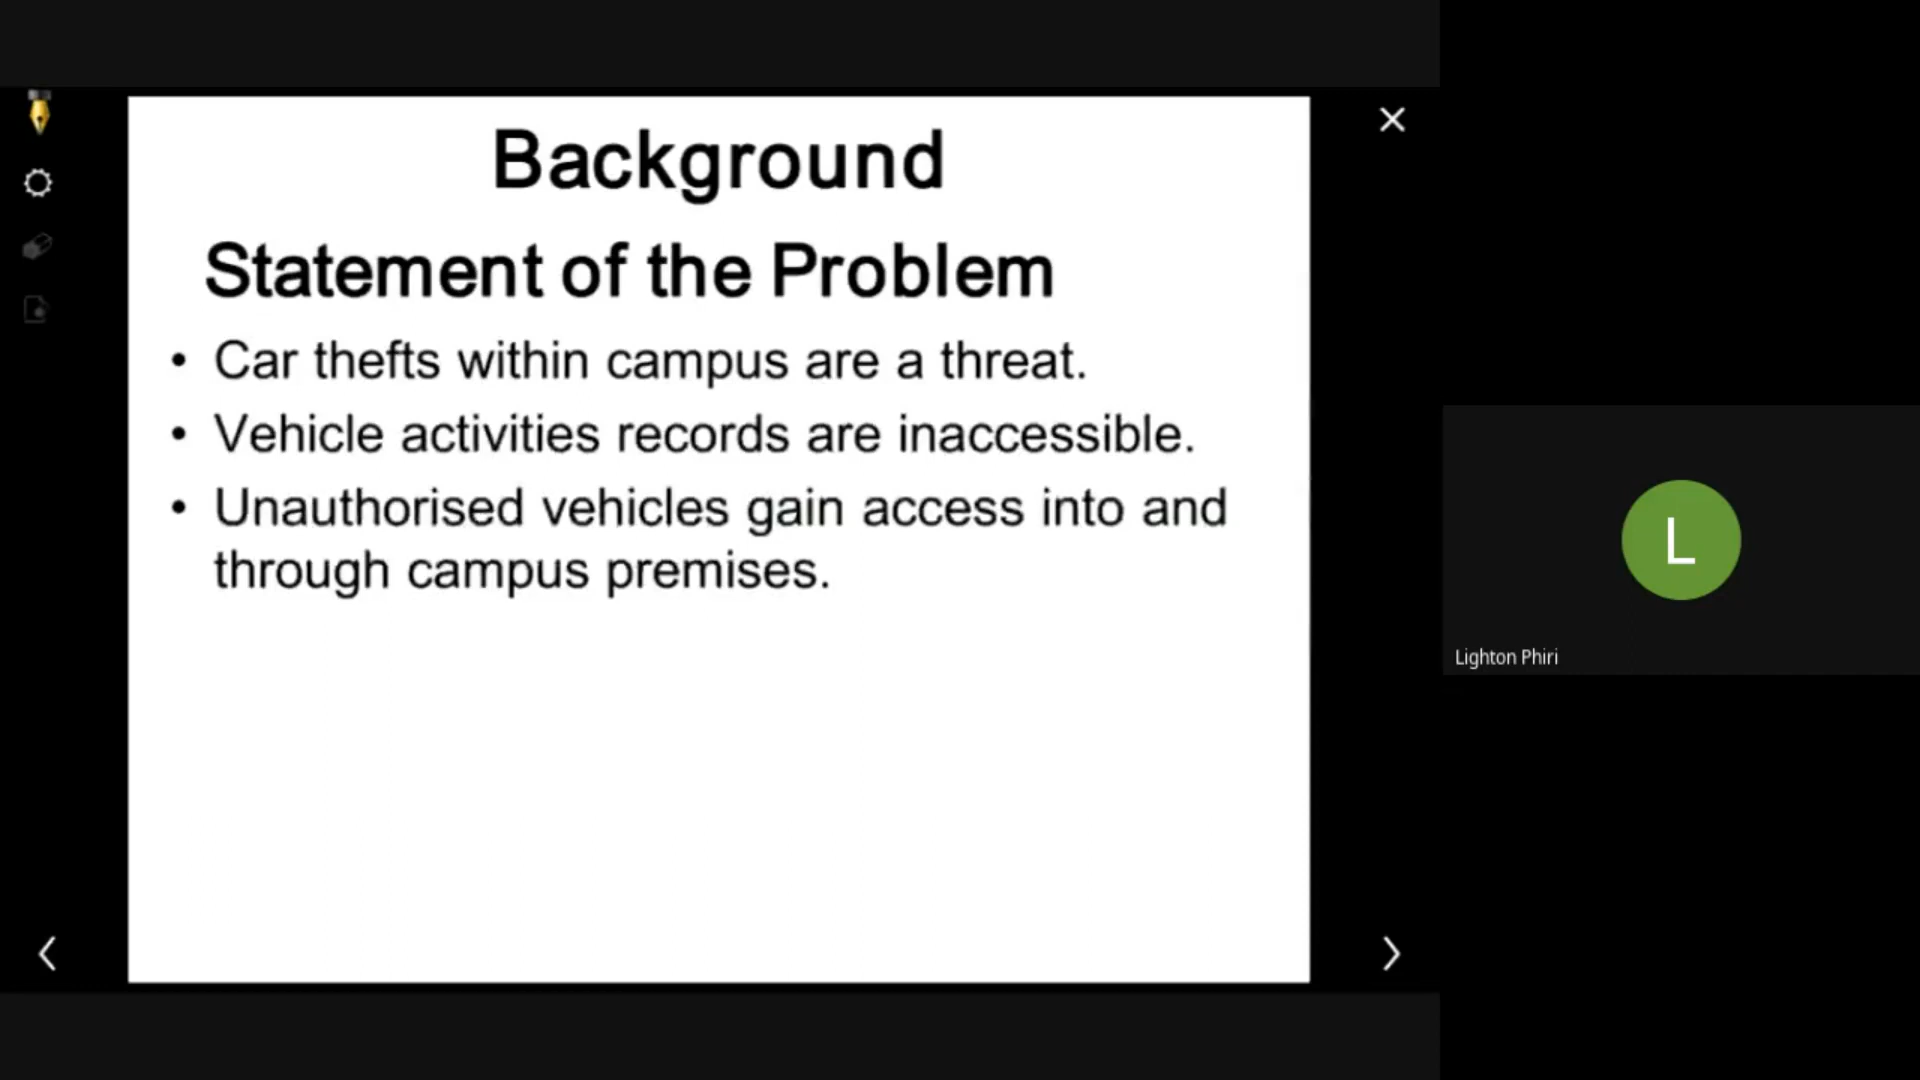 Background
Statement of the Problem
• Car thefts within campus are a threat.
• Vehicle activities records are inaccessible.
• Unauthorised vehicles gain access into and
through campus premises.
L
Lighton Phiri